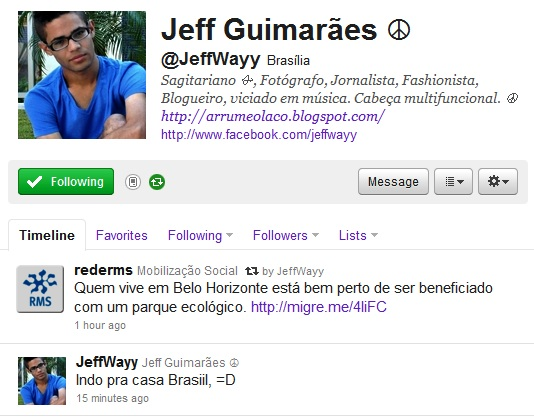 Jeff Guimarães ☮
@JeffWayy Brasília
Sagitariano ♐, Fotógrafo, Jornalista, Fashionista,
Blogueiro, viciado em música. Cabeça multifuncional. ☮
http://arrumeolaco.blogspot.com/
http://www.facebook.com/jeffwayy
Following Message
Timeline Favorites Following Followers Lists
rederms Mobilização Social by JeffWayy
Quem vive em Belo Horizonte está bem perto de ser beneficiado
com um parque ecológico. http://migre.me/4liFC
RMS
1 hour ago
JeffWayy Jeff Guimarães ☮
Indo pra casa Brasiil, =D
15 minutes ago